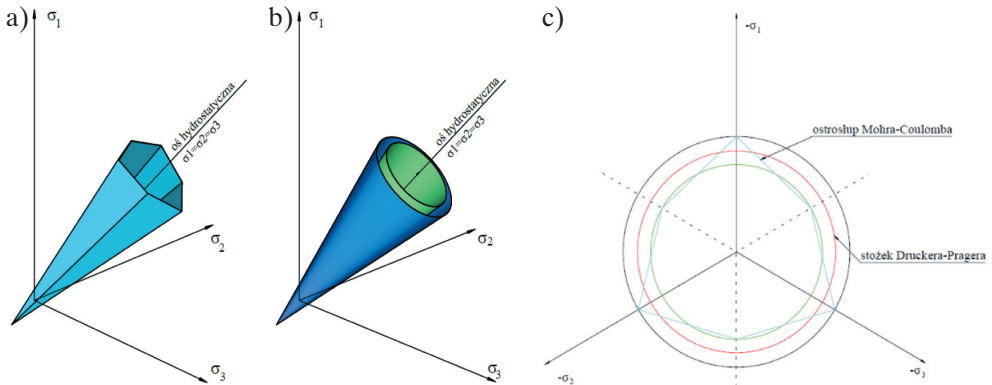 a)
σ1
oś hydrostatyczna
σ1=σ2=σ3
σ2
σ3
b)
σ1
oś hydrostatyczna
σ1=σ2=σ3
σ2
σ3
c)
-σ1
ostrosłup Mohra-Coulomba
stożek Druckera-Pragera
-σ2
-σ3